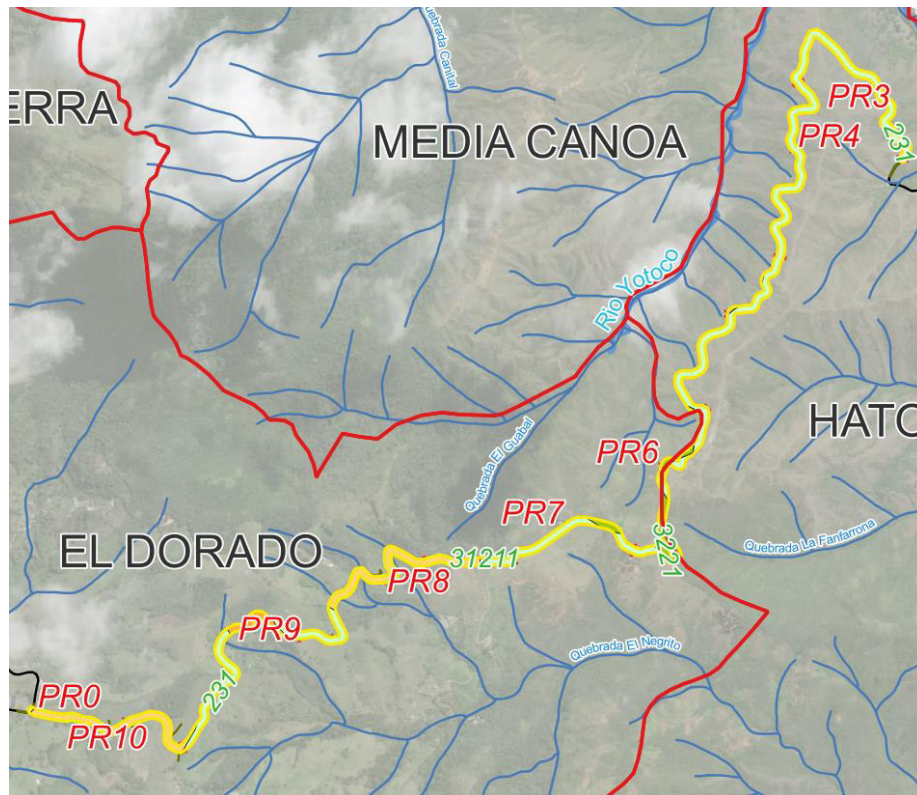 Quebrada Cañital
PR3
ERRA
231
PR4
MEDIA CANOA
Rio Yotoco
HATO
PR6
Quebrada El Guabal
PR7
3221
Quebrada La Fanfarrona
EL DORADO
31211
PR8
PR9
Quebrada El Negrito
231
PR0
PR10